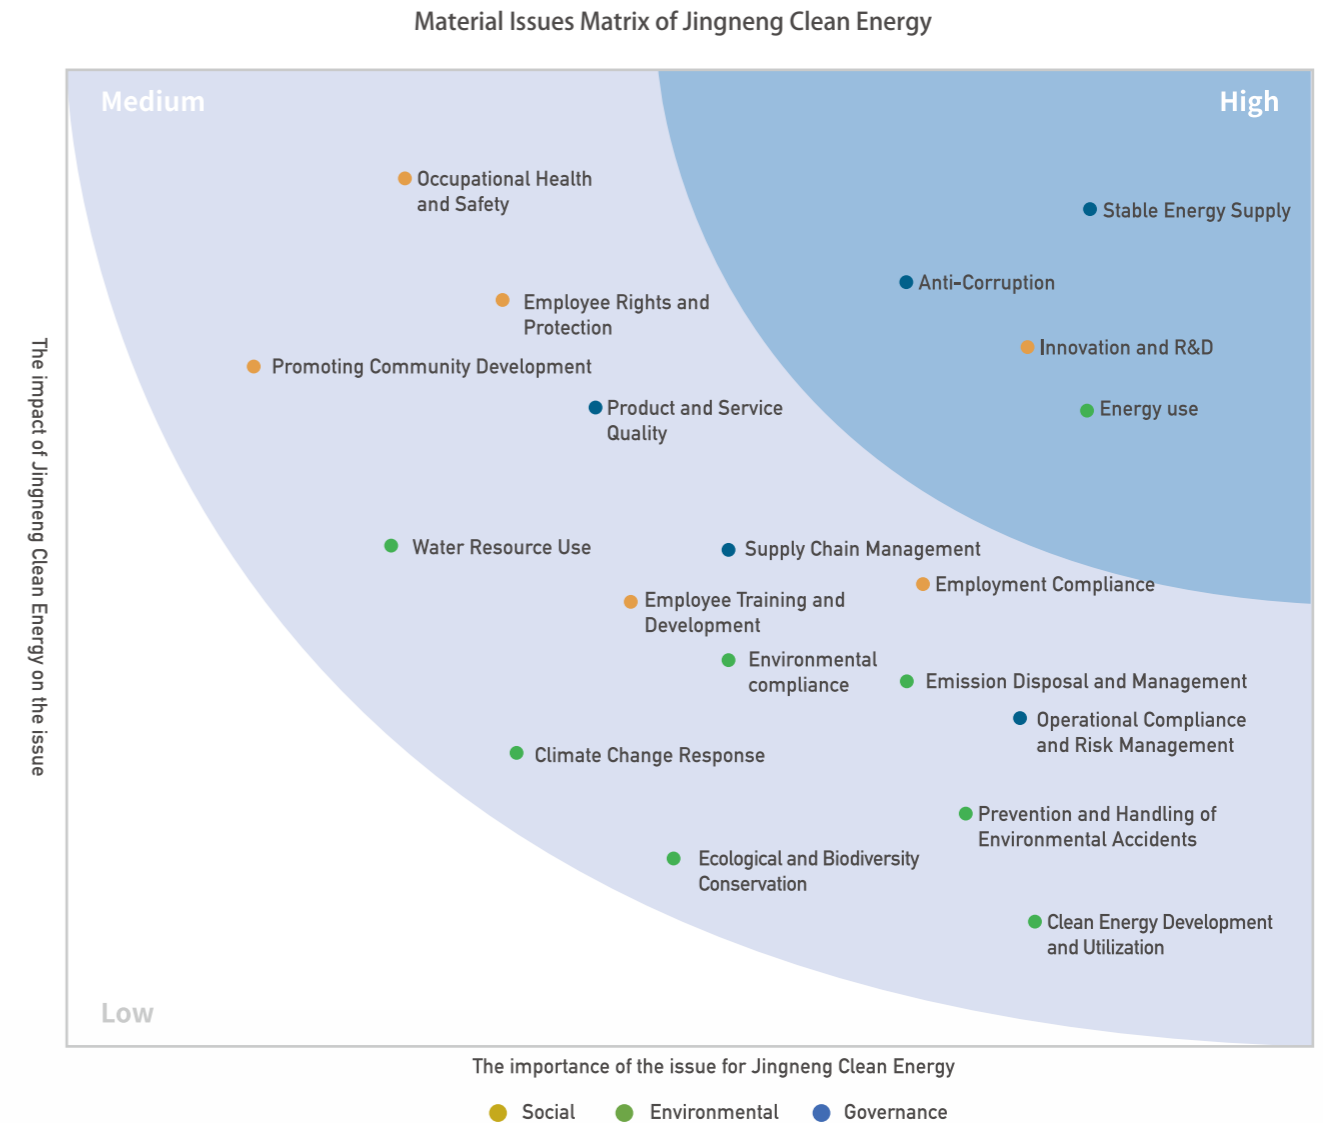 Material Issues Matrix of Jingneng Clean Energy
Medium
High
Occupational Health
and Safety
Stable Energy Supply
Anti-Corruption
Employee Rights and
Protection
Innovation and R&D
Promoting Community Development
Product and Service
Quality
Energy use
The impact of Jingneng Clean Energy on the issue
Water Resource Use
Supply Chain Management
Employment Compliance
Employee Training and
Development
Environmental
compliance
Emission Disposal and Management
Operational Compliance
and Risk Management
Climate Change Response
Prevention and Handling of
Environmental Accidents
Ecological and Biodiversity
Conservation
Clean Energy Development
and Utilization
Low
The importance of the issue for Jingneng Clean Energy
Social
Environmental
Governance